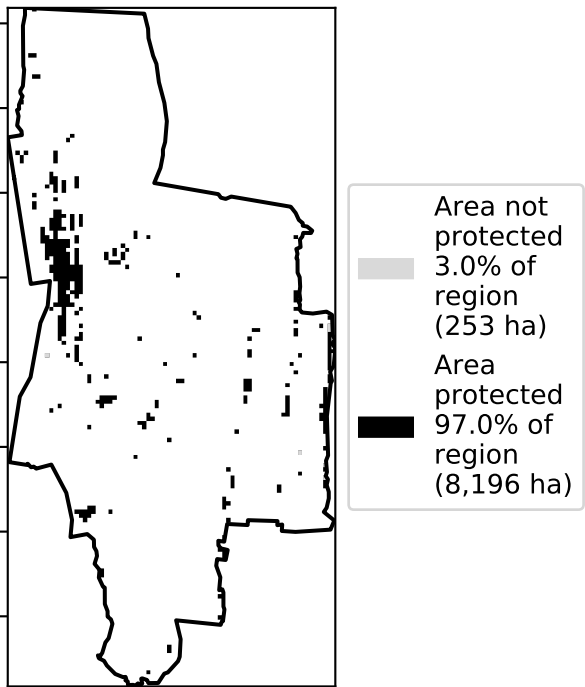 Area not
protected
3.0% of
region
(253 ha)
Area
protected
97.0% of
region
(8,196 ha)